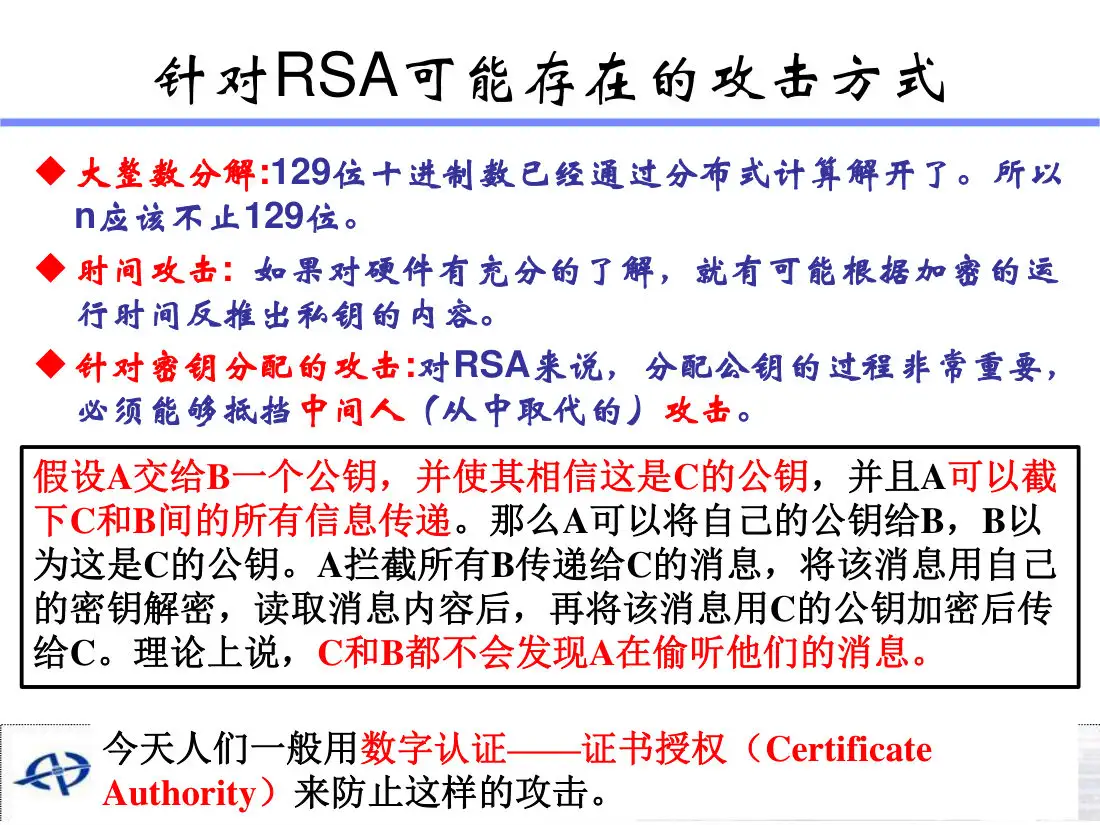 针对RSA可能存在的攻击方式
大整数分解:129位十进制数已经通过分布式计算解开了。所以
n应该不止129位。
时间攻击: 如果对硬件有充分的了解，就有可能根据加密的运
行时间反推出私钥的内容。
针对密钥分配的攻击:对RSA来说，分配公钥的过程非常重要，
必须能够抵挡中间人（从中取代的）攻击。
假设A交给B一个公钥，并使其相信这是C的公钥，并且A可以截
下C和B间的所有信息传递。那么A可以将自己的公钥给B，B以
为这是C的公钥。A拦截所有B传递给C的消息，将该消息用自己
的密钥解密，读取消息内容后，再将该消息用C的公钥加密后传
给C。理论上说，C和B都不会发现A在偷听他们的消息。
今天人们一般用数字认证——证书授权（Certificate
Authority）来防止这样的攻击。